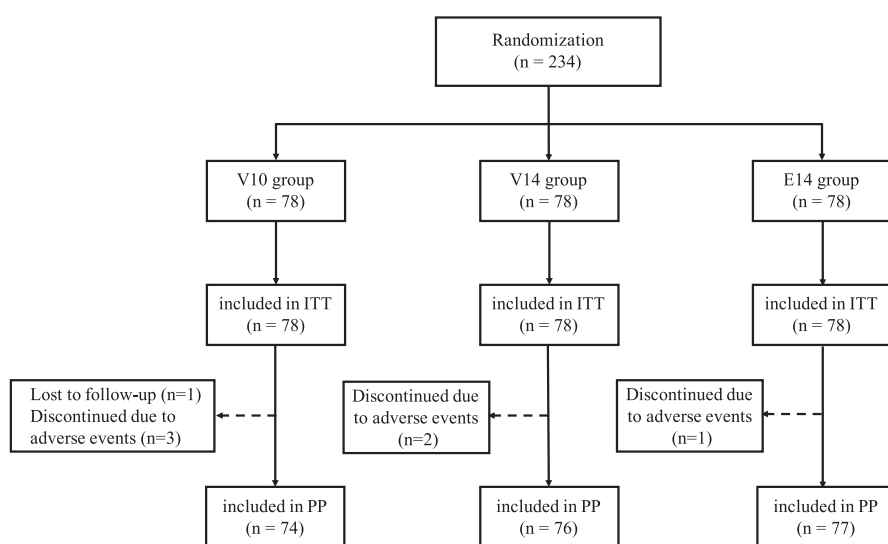 Randomization
(n = 234)
V10 group
(n = 78)
V14 group
(n = 78)
E14 group
(n = 78)
included in ITT
(n = 78)
included in ITT
(n = 78)
included in ITT
(n = 78)
Lost to follow-up (n=1)
Discontinued due to
adverse events (n=3)
Discontinued due
to adverse events
(n=2)
Discontinued due
to adverse events
(n=1)
included in PP
(n = 74)
included in PP
(n = 76)
included in PP
(n = 77)